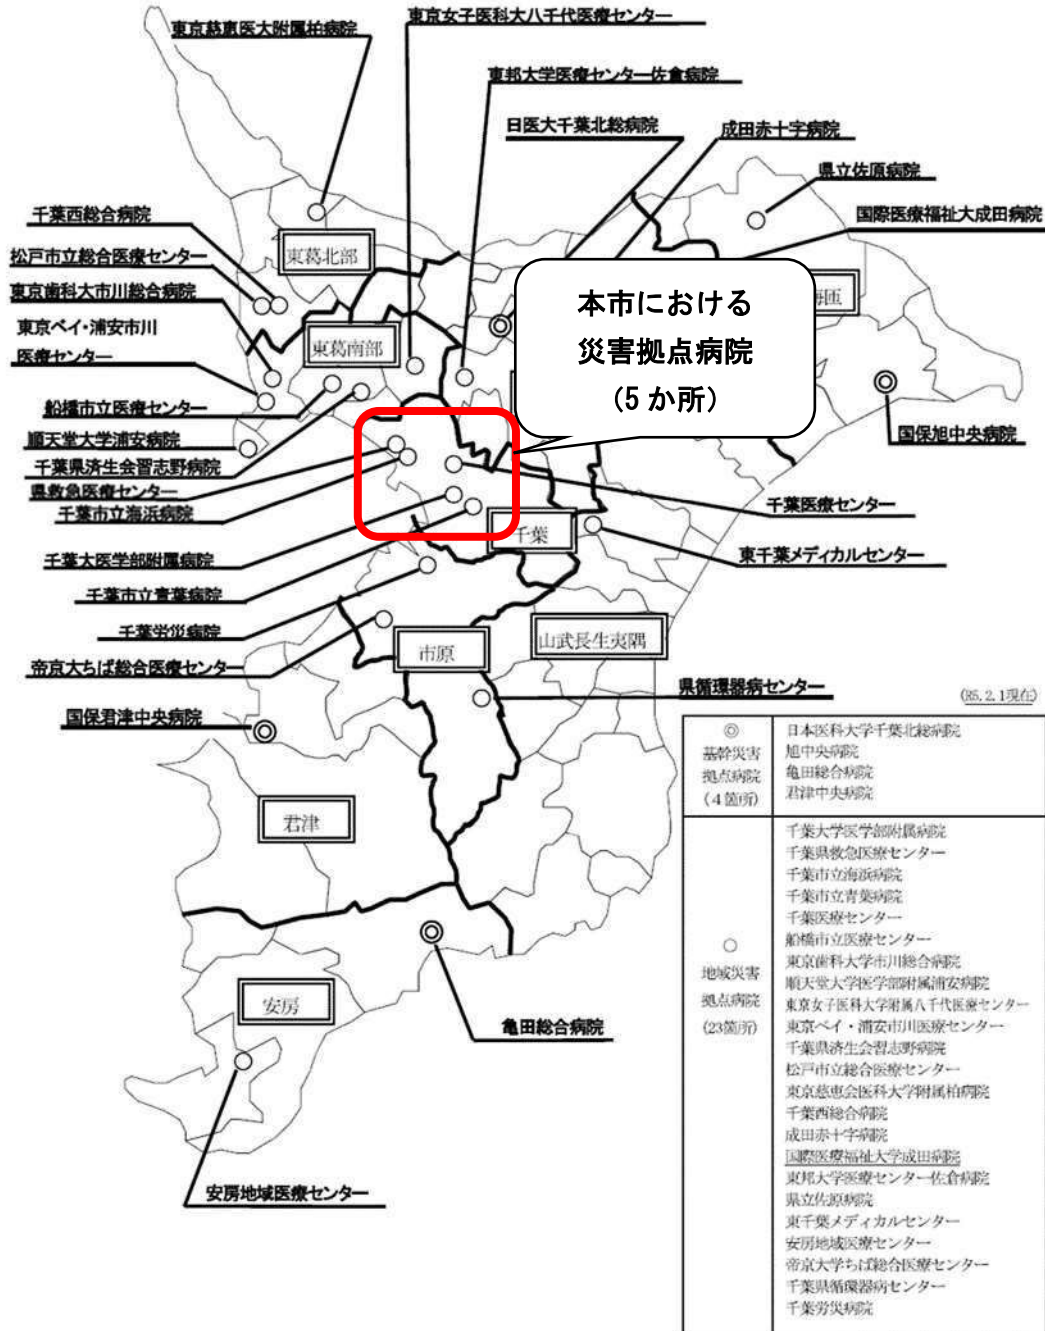 東京慈恵医大附属柏病院
東京女子医科大八千代医療センター
東邦大学医療センター佐倉病院
日医大千葉北総病院
成田赤十字病院
県立佐原病院
国際医療福祉大成田病院
千葉西総合病院
松戸市立総合医療センター
東京歯科大市川総合病院
東京ベイ・浦安市川
医療センター
船橋市立医療センター
順天堂大学浦安病院
千葉県済生会習志野病院
県救急医療センター
千葉市立海浜病院
千葉大医学部附属病院
千葉市立青葉病院
千葉労災病院
帝京大ちば総合医療センター
国保君津中央病院
東葛北部
東葛南部
海匝
本市における
災害拠点病院
(5 か所)
国保旭中央病院
千葉医療センター
千葉
東千葉メディカルセンター
市原
山武長生夷隅
県循環器病センター
君津
安房
亀田総合病院
安房地域医療センター
(R5.2.1現在)
◎
基幹災害
拠点病院
(4箇所)
日本医科大学千葉北総病院
旭中央病院
亀田総合病院
君津中央病院
○
地域災害
拠点病院
(23箇所)
千葉大学医学部附属病院
千葉県救急医療センター
千葉市立海浜病院
千葉市立青葉病院
千葉医療センター
船橋市立医療センター
東京歯科大学市川総合病院
順天堂大学医学部附属浦安病院
東京女子医科大学附属八千代医療センター
東京ベイ・浦安市川医療センター
千葉県済生会習志野病院
松戸市立総合医療センター
東京慈恵会医科大学附属柏病院
千葉西総合病院
成田赤十字病院
国際医療福祉大学成田病院
東邦大学医療センター佐倉病院
県立佐原病院
東千葉メディカルセンター
安房地域医療センター
帝京大学ちば総合医療センター
千葉県循環器病センター
千葉労災病院